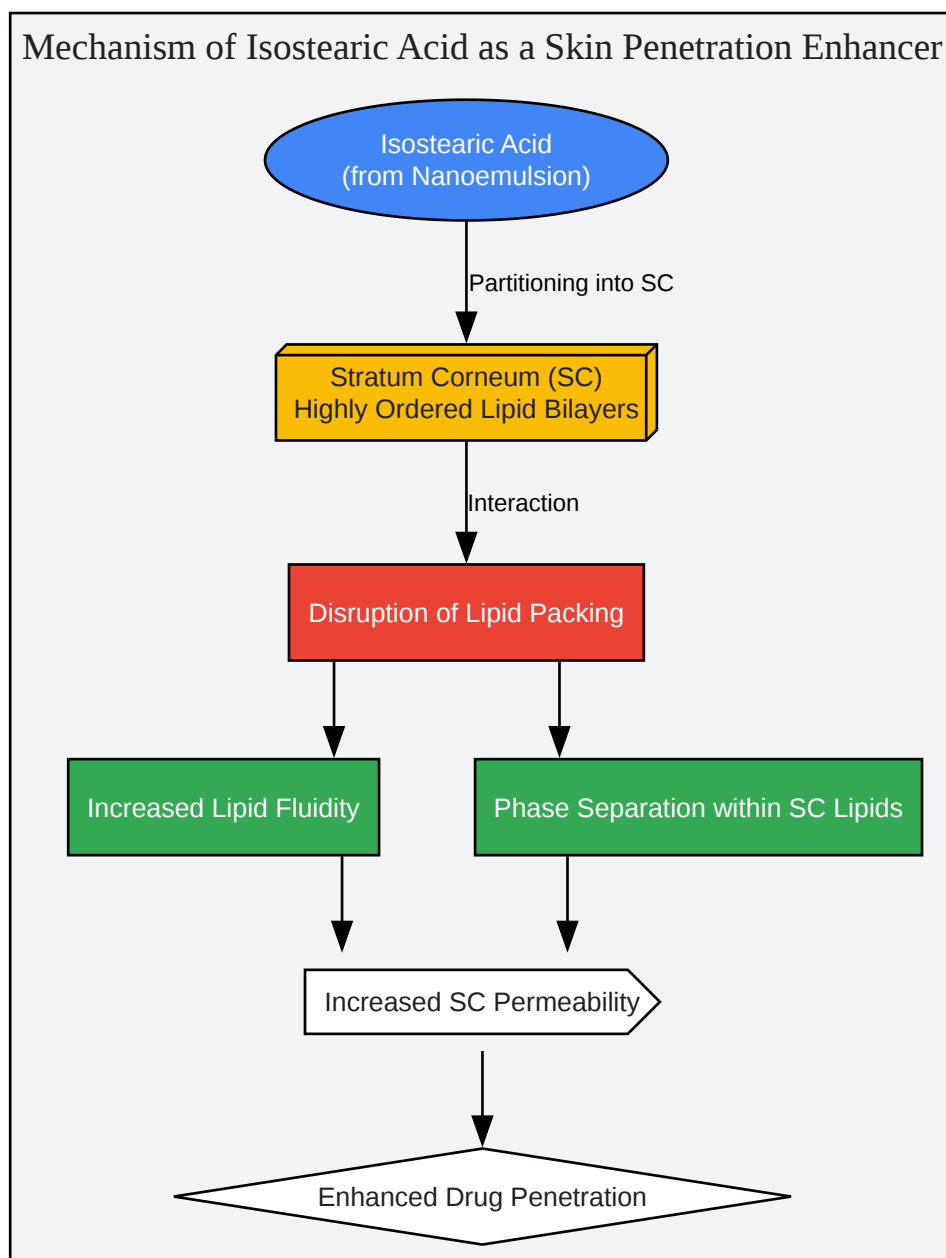 Mechanism of Isostearic Acid as a Skin Penetration Enhancer
Isostearic Acid
(from Nanoemulsion)
Partitioning into SC
Stratum Corneum (SC)
Highly Ordered Lipid Bilayers
Interaction
Disruption of Lipid Packing
Increased Lipid Fluidity
Phase Separation within SC Lipids
Increased SC Permeability
Enhanced Drug Penetration